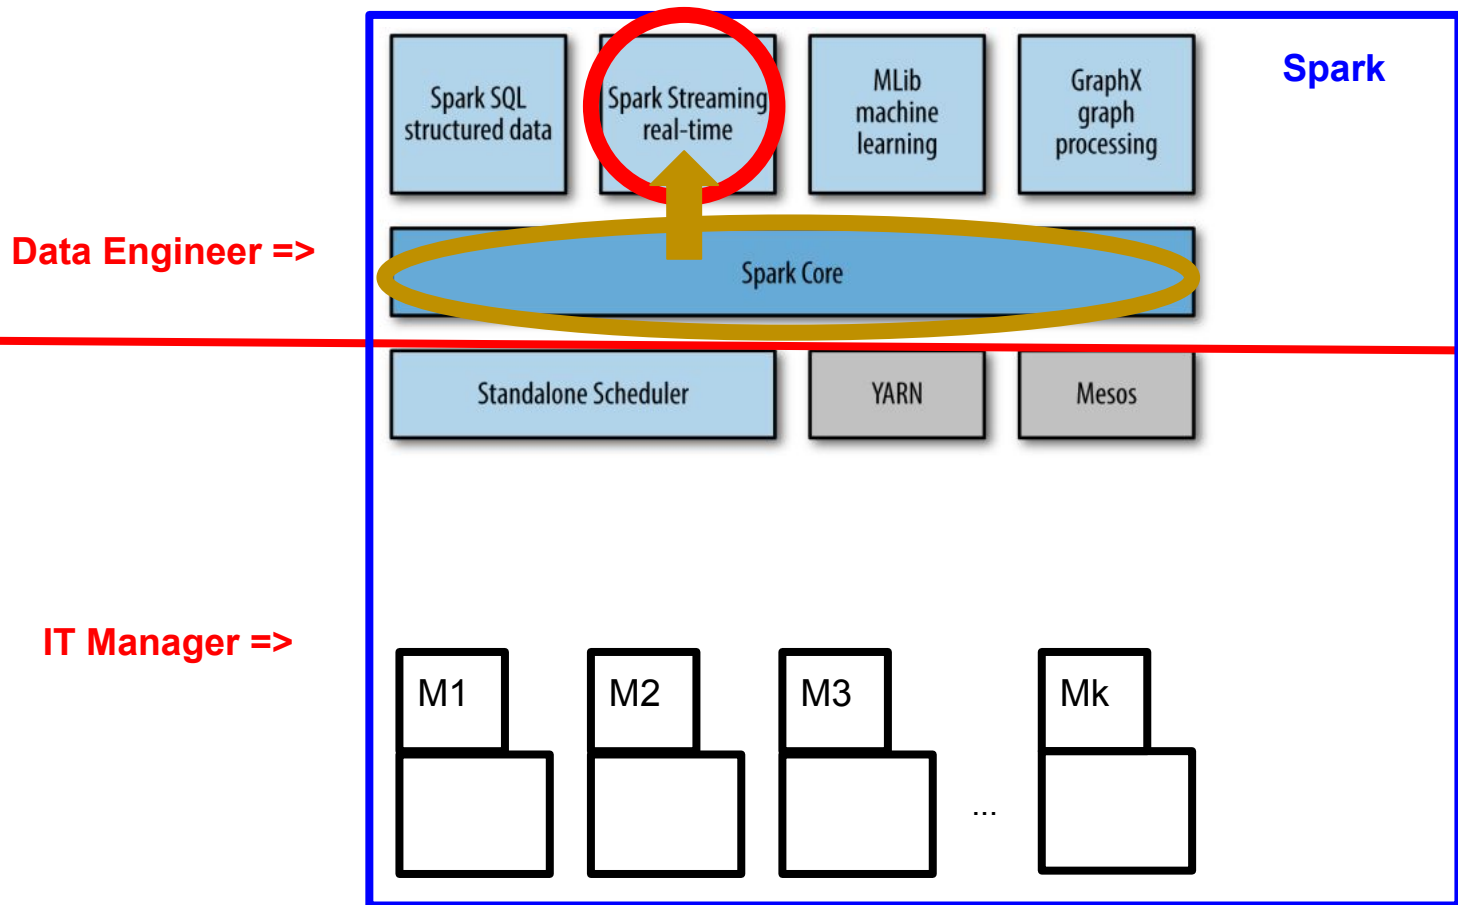 Spark
Spark SQL
structured data
Spark Streaming
real-time
MLib
machine
learning
GraphX
graph
processing
Data Engineer =>
Spark Core
Standalone Scheduler
YARN
Mesos
IT Manager =>
M1
M2
M3
Mk
...